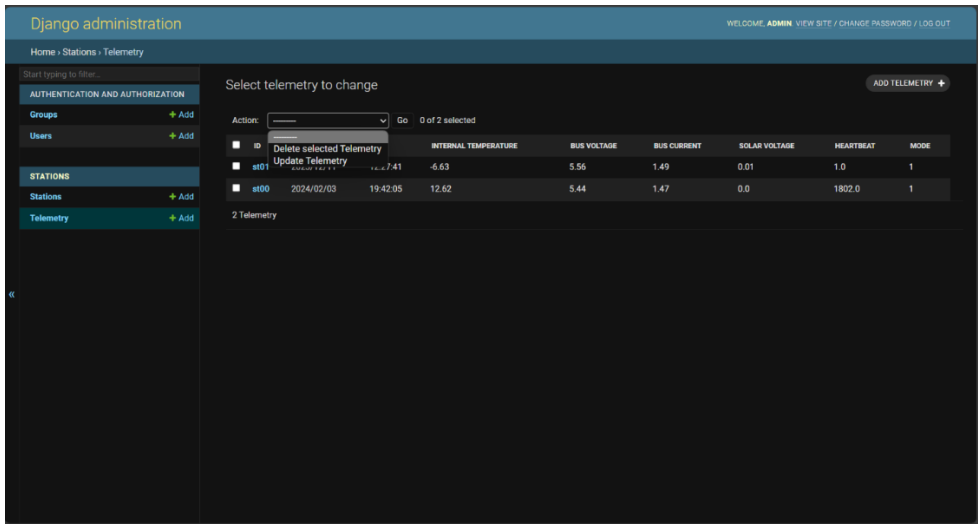 Django administration
WELCOME, ADMIN. VIEW SITE / CHANGE PASSWORD / LOG OUT
Home › Stations › Telemetry
Start typing to filter...
AUTHENTICATION AND AUTHORIZATION
Groups + Add
Users + Add
STATIONS
Stations + Add
Telemetry + Add
«
Select telemetry to change
ADD TELEMETRY +
Action: --------- Go 0 of 2 selected
---------
Delete selected Telemetry
Update Telemetry
ID INTERNAL TEMPERATURE BUS VOLTAGE BUS CURRENT SOLAR VOLTAGE HEARTBEAT MODE
st01 -6.63 5.56 1.49 0.01 1.0 1
st00 2024/02/03 19:42:05 12.62 5.44 1.47 0.0 1802.0 1
2 Telemetry